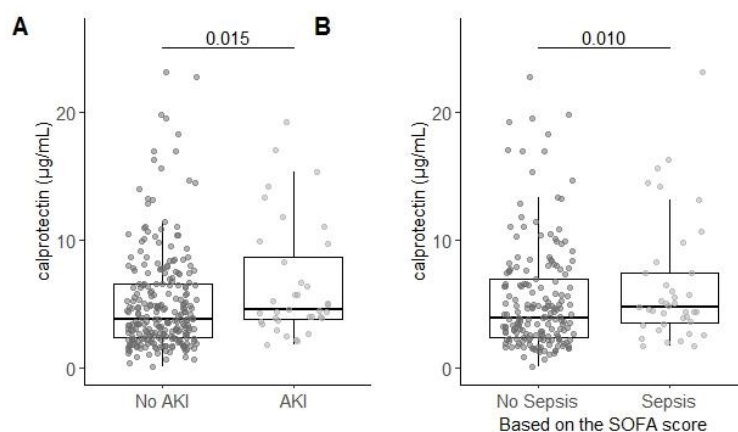 A
0.015
calprotectin (µg/mL)
20
10
0
No AKI AKI
B
0.010
calprotectin (µg/mL)
20
10
0
No Sepsis Sepsis
Based on the SOFA score